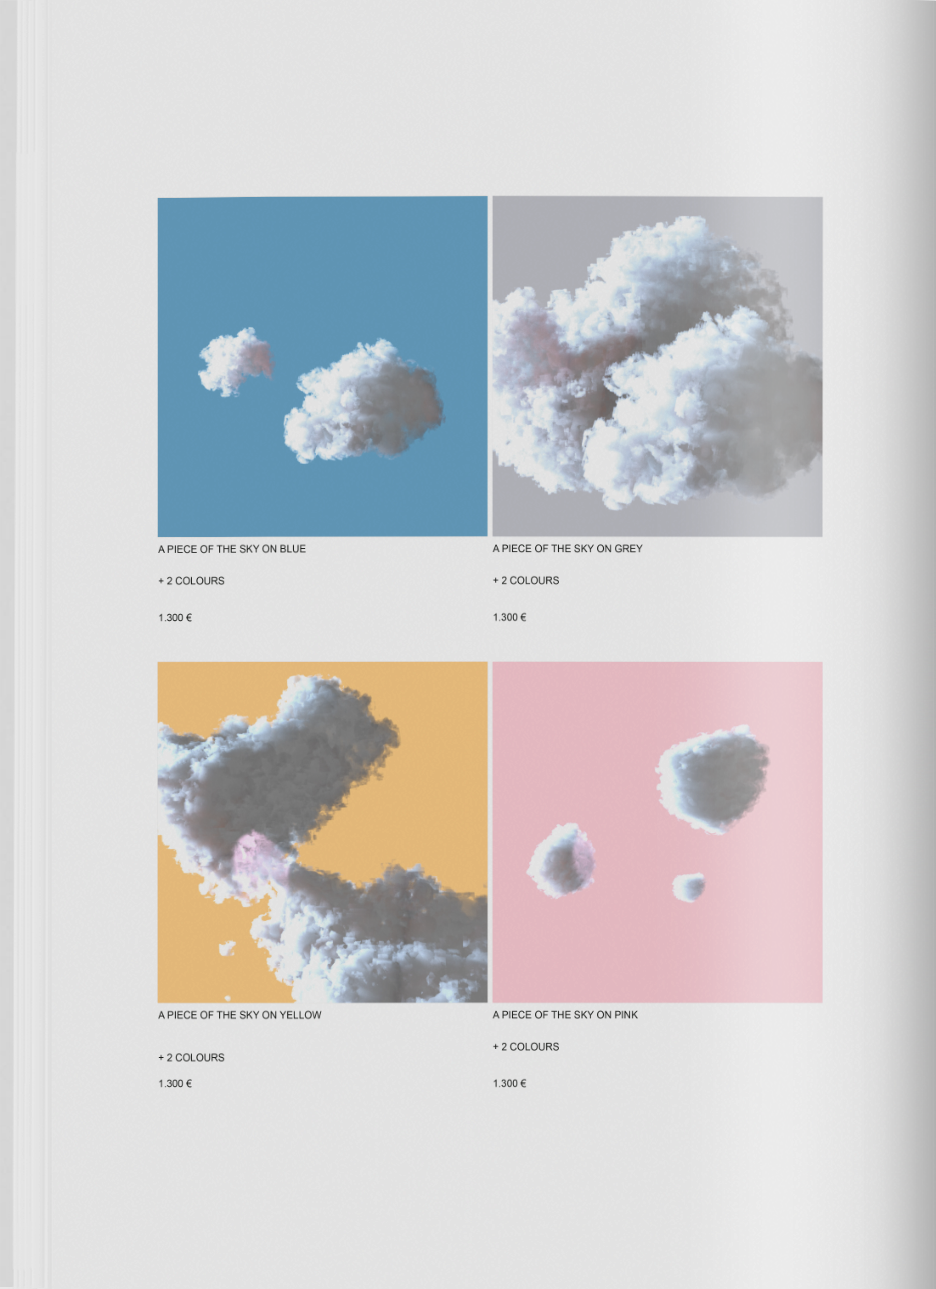 A PIECE OF THE SKY ON BLUE
+ 2 COLOURS
1.300 €
A PIECE OF THE SKY ON GREY
+ 2 COLOURS
1.300 €
A PIECE OF THE SKY ON YELLOW
+ 2 COLOURS
1.300 €
A PIECE OF THE SKY ON PINK
+ 2 COLOURS
1.300 €